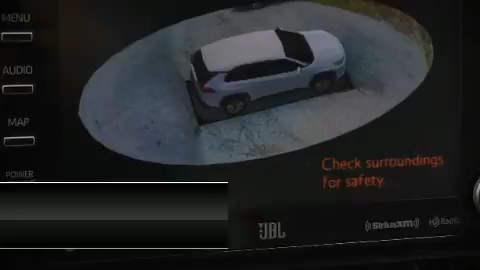 MENU
AUDIO
MAP
POWER
Check surroundings
for safety.
JBL
((SiriusXM))
HD Radio